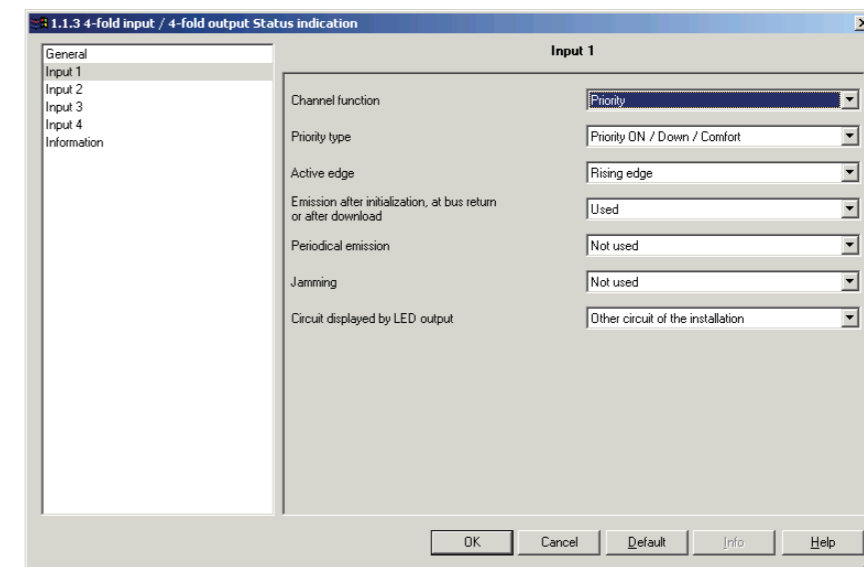 1.1.3 4-fold input / 4-fold output Status indication
General
Input 1
Input 2
Input 3
Input 4
Information
Input 1
Channel function
Priority
Priority type
Priority ON / Down / Comfort
Active edge
Rising edge
Emission after initialization, at bus return
or after download
Used
Periodical emission
Not used
Jamming
Not used
Circuit displayed by LED output
Other circuit of the installation
OK
Cancel
Default
Info
Help